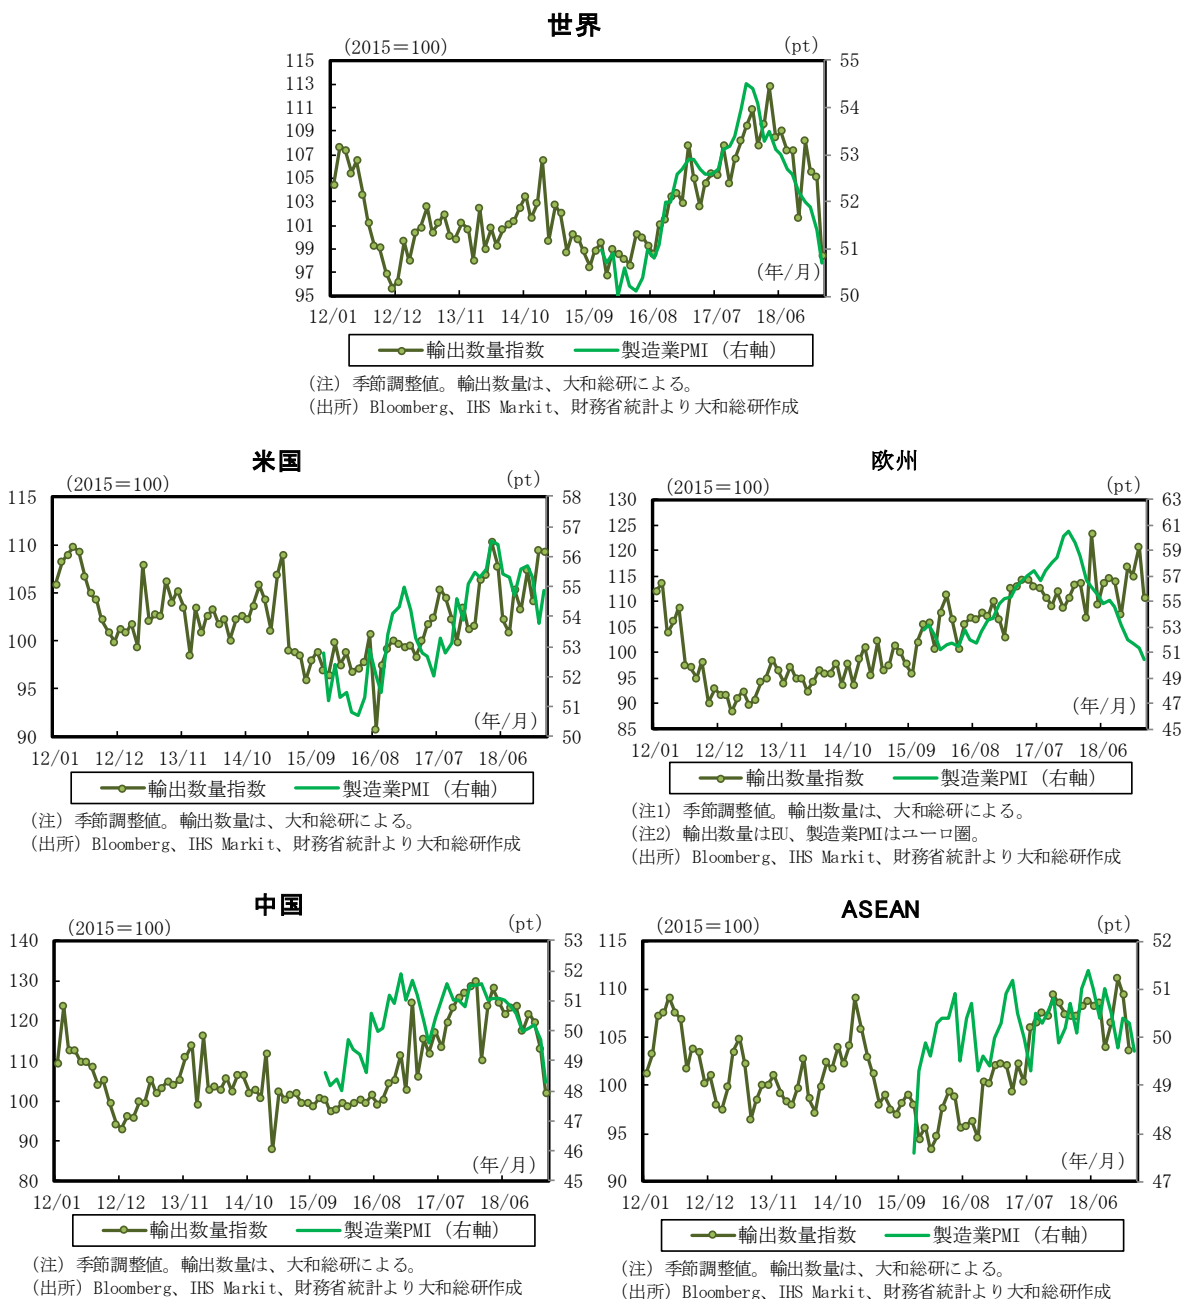 世界
(2015＝100) (pt)
115 55
113
111 54
109
107 53
105
103 52
101
99 51
97 (年/月)
95 50
12/01 12/12 13/11 14/10 15/09 16/08 17/07 18/06
輸出数量指数 製造業PMI（右軸）
（注）季節調整値。輸出数量は、大和総研による。
（出所）Bloomberg、IHS Markit、財務省統計より大和総研作成
米国
(2015＝100) (pt)
115 58
57
110 56
105 55
54
100 53
52
95 51
(年/月)
90 50
12/01 12/12 13/11 14/10 15/09 16/08 17/07 18/06
輸出数量指数 製造業PMI（右軸）
（注）季節調整値。輸出数量は、大和総研による。
（出所）Bloomberg、IHS Markit、財務省統計より大和総研作成
欧州
(2015＝100) (pt)
130 63
125 61
120 59
115 57
110 55
105 53
100 51
95 49
90 47
(年/月)
85 45
12/01 12/12 13/11 14/10 15/09 16/08 17/07 18/06
輸出数量指数 製造業PMI（右軸）
（注1）季節調整値。輸出数量は、大和総研による。
（注2）輸出数量はEU、製造業PMIはユーロ圏。
（出所）Bloomberg、IHS Markit、財務省統計より大和総研作成
中国
(2015＝100) (pt)
140 53
130 52
51
120 50
110 49
100 48
47
90 46
(年/月)
80 45
12/01 12/12 13/11 14/10 15/09 16/08 17/07 18/06
輸出数量指数 製造業PMI（右軸）
（注）季節調整値。輸出数量は、大和総研による。
（出所）Bloomberg、IHS Markit、財務省統計より大和総研作成
ASEAN
(2015＝100) (pt)
115 52
110 51
105 50
100 49
95 48
(年/月)
90 47
12/01 12/12 13/11 14/10 15/09 16/08 17/07 18/06
輸出数量指数 製造業PMI（右軸）
（注）季節調整値。輸出数量は、大和総研による。
（出所）Bloomberg、IHS Markit、財務省統計より大和総研作成